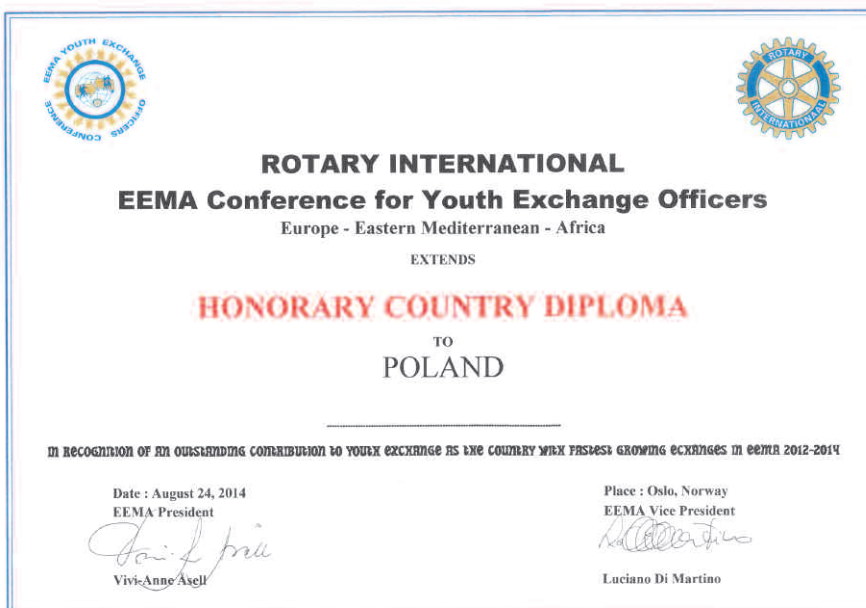 EEMA YOUTH EXCHANGE OFFICERS CONFERENCE
ROTARY INTERNATIONAL
ROTARY INTERNATIONAL
EEMA Conference for Youth Exchange Officers
Europe - Eastern Mediterranean - Africa
EXTENDS
HONORARY COUNTRY DIPLOMA
TO
POLAND
IN RECOGNITION OF AN OUTSTANDING CONTRIBUTION TO YOUTH EXCHANGE AS THE COUNTRY WITH FASTEST GROWING ECXHNGES IN EEMA 2012-2014
Date : August 24, 2014
EEMA President
Vivi-Anne Asell
Place : Oslo, Norway
EEMA Vice President
Luciano Di Martino